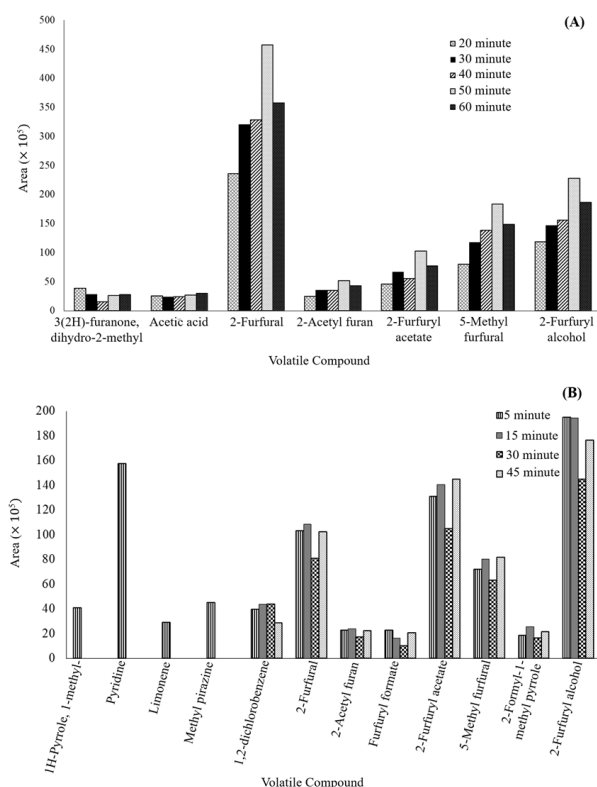 (A)
500
450
400
350
300
250
200
150
100
50
0
Area (× 10⁵)
20 minute
30 minute
40 minute
50 minute
60 minute
3(2H)-furanone,
dihydro-2-methyl
Acetic acid
2-Furfural
2-Acetyl furan
2-Furfuryl
acetate
5-Methyl
furfural
2-Furfuryl
alcohol
Volatile Compound
(B)
200
180
160
140
120
100
80
60
40
20
0
Area (× 10⁵)
5 minute
15 minute
30 minute
45 minute
1H-Pyrrole, 1-methyl-
Pyridine
Limonene
Methyl pirazine
1,2-dichlorobenzene
2-Furfural
2-Acetyl furan
Furfuryl formate
2-Furfuryl acetate
5-Methyl furfural
2-Formyl-1-
methyl pyrrole
2-Furfuryl alcohol
Volatile Compound